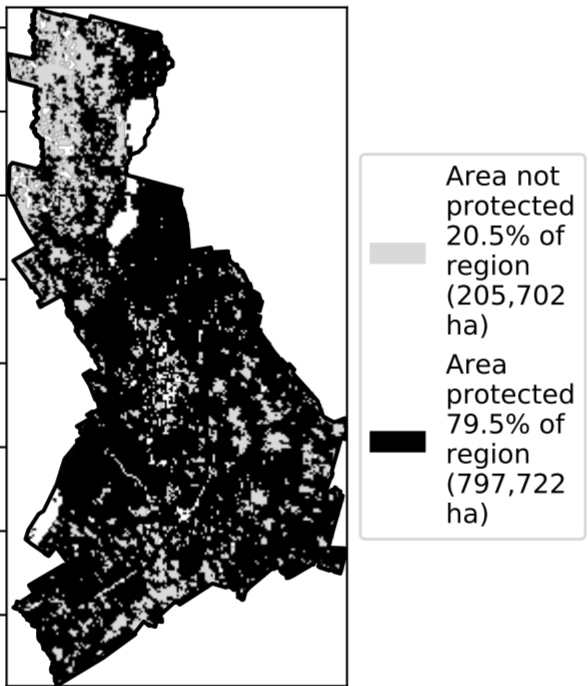 Area not
protected
20.5% of
region
(205,702
ha)
Area
protected
79.5% of
region
(797,722
ha)